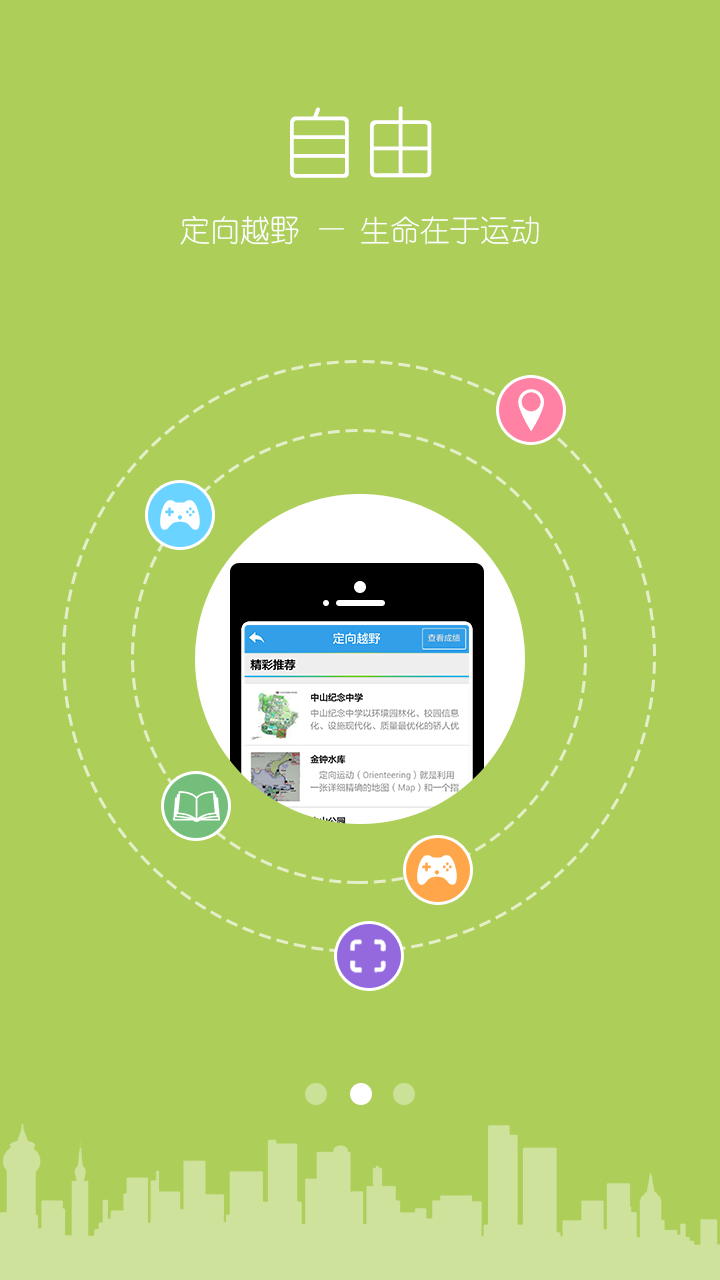 自由
定向越野 — 生命在于运动
定向越野
查看成绩
精彩推荐
中山纪念中学
中山纪念中学以环境园林化、校园信息
化、设施现代化、质量最优化的骄人优
金钟水库
定向运动（Orienteering）就是利用
一张详细精确的地图（Map）和一个指
中山公园